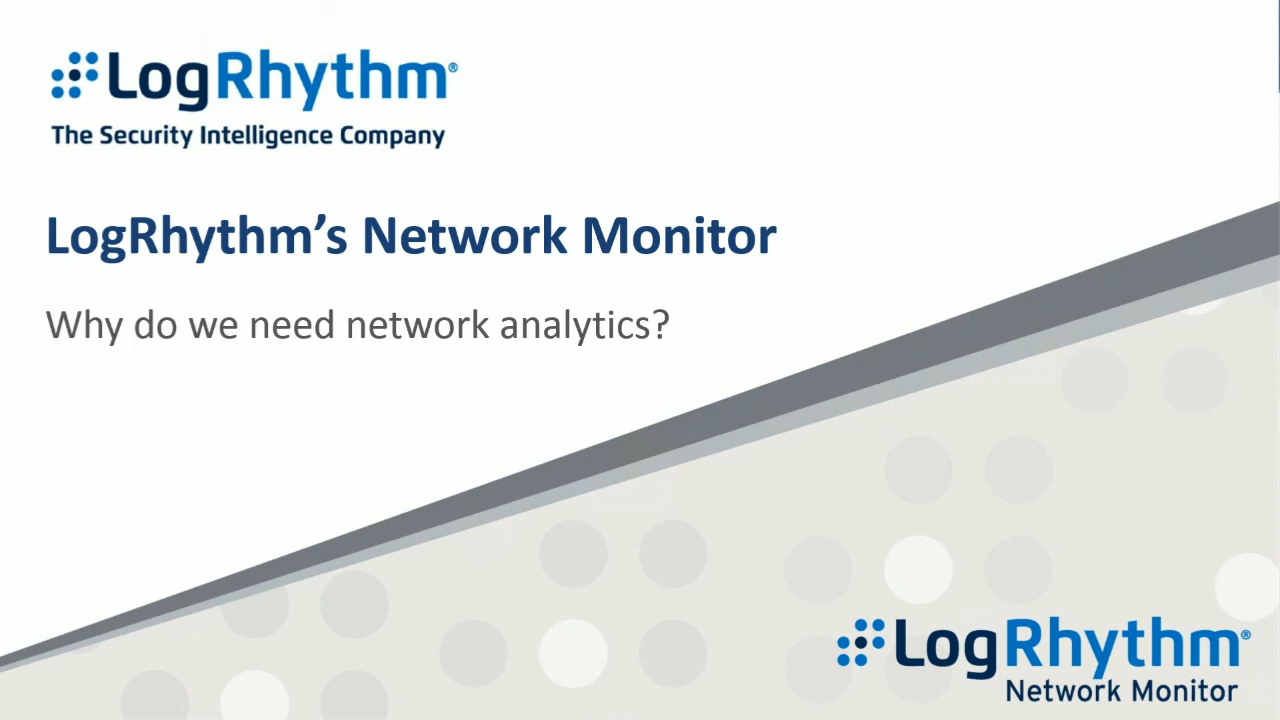 LogRhythm®
The Security Intelligence Company
LogRhythm’s Network Monitor
Why do we need network analytics?
LogRhythm®
Network Monitor